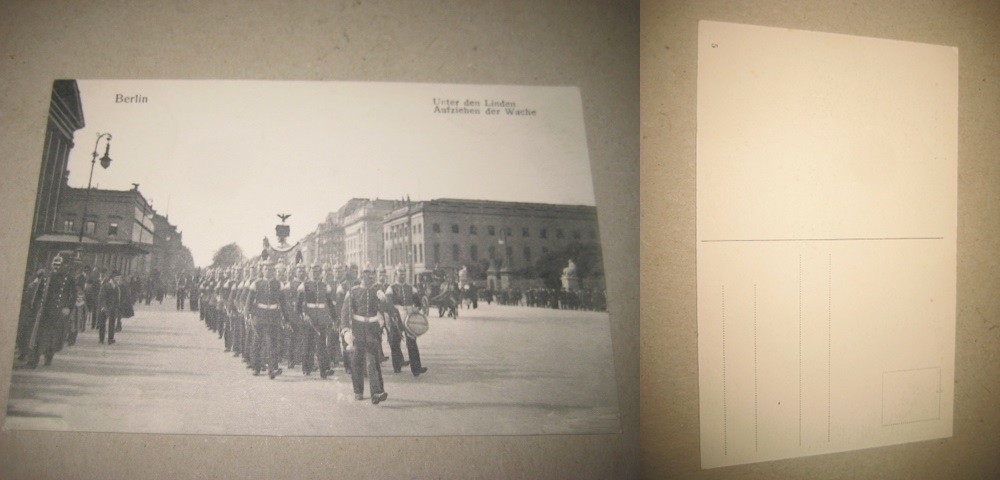 Berlin
Unter den Linden
Aufziehen der Wache